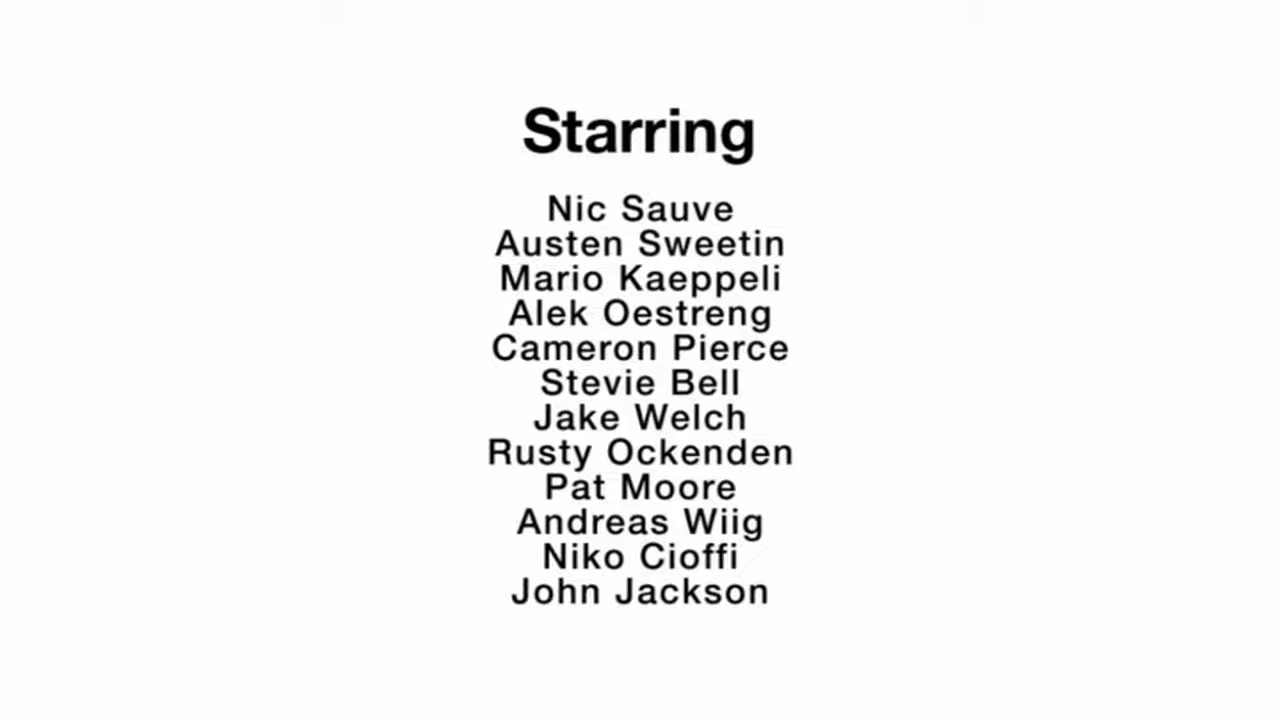 Starring
Nic Sauve
Austen Sweetin
Mario Kaeppeli
Alek Oestreng
Cameron Pierce
Stevie Bell
Jake Welch
Rusty Ockenden
Pat Moore
Andreas Wiig
Niko Cioffi
John Jackson